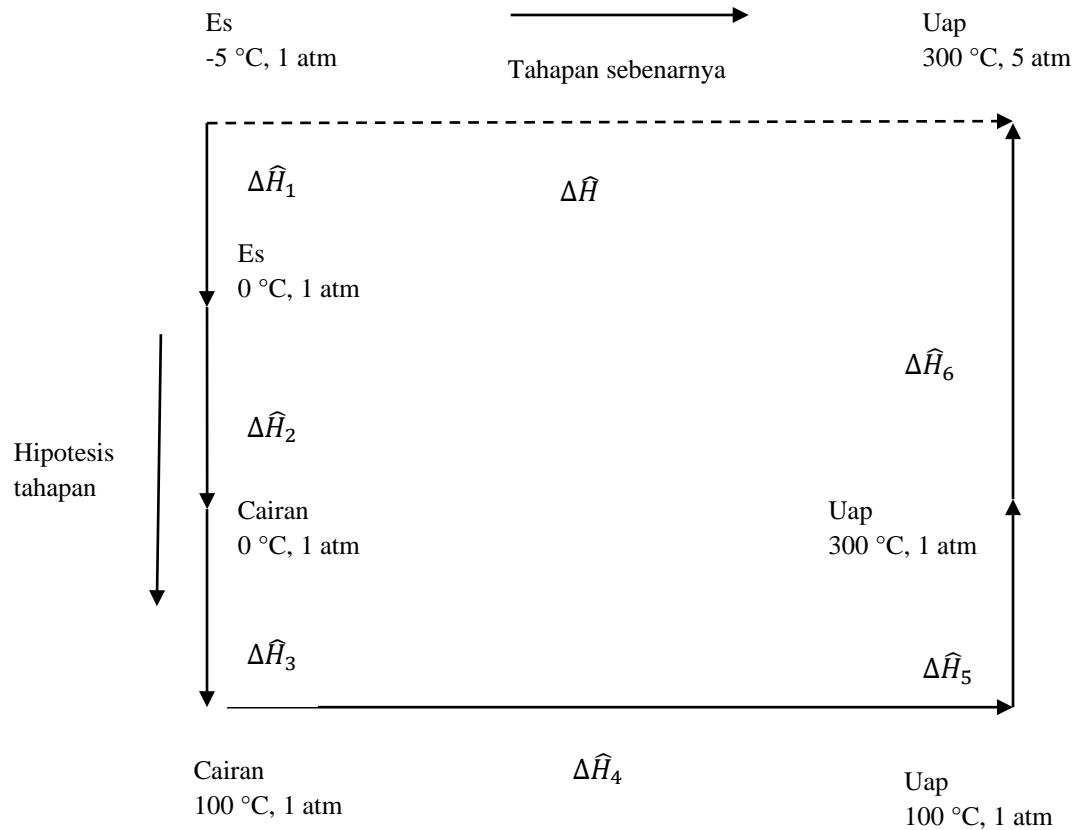 Es
-5 °C, 1 atm
Tahapan sebenarnya
Uap
300 °C, 5 atm
ΔĤ₁
ΔĤ
Es
0 °C, 1 atm
ΔĤ₆
ΔĤ₂
Hipotesis
tahapan
Cairan
0 °C, 1 atm
Uap
300 °C, 1 atm
ΔĤ₃
ΔĤ₅
Cairan
100 °C, 1 atm
ΔĤ₄
Uap
100 °C, 1 atm